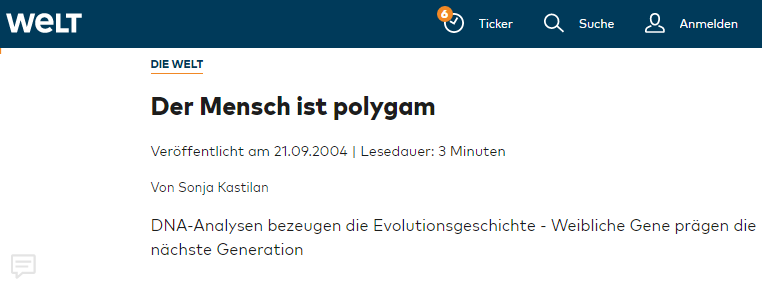 WELT
6
Ticker
Suche
Anmelden
DIE WELT
Der Mensch ist polygam
Veröffentlicht am 21.09.2004 | Lesedauer: 3 Minuten
Von Sonja Kastilan
DNA-Analysen bezeugen die Evolutionsgeschichte - Weibliche Gene prägen die
nächste Generation